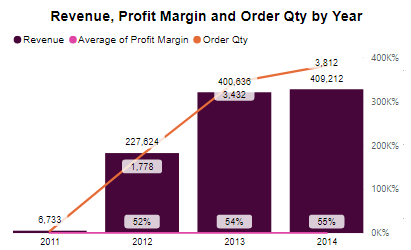 Revenue, Profit Margin and Order Qty by Year
Revenue Average of Profit Margin Order Qty
400K%
300K%
200K%
100K%
0K%
6,733
227,624
1,778
52%
400,636
3,432
54%
3,812
409,212
55%
2011 2012 2013 2014